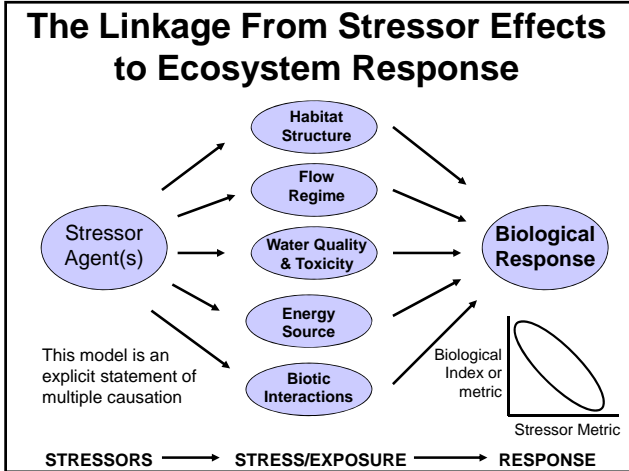 The Linkage From Stressor Effects
to Ecosystem Response
Habitat
Structure
Flow
Regime
Stressor
Agent(s)
Water Quality
& Toxicity
Biological
Response
Energy
Source
Biotic
Interactions
This model is an
explicit statement of
multiple causation
Biological
Index or
metric
Stressor Metric
STRESSORS STRESS/EXPOSURE RESPONSE